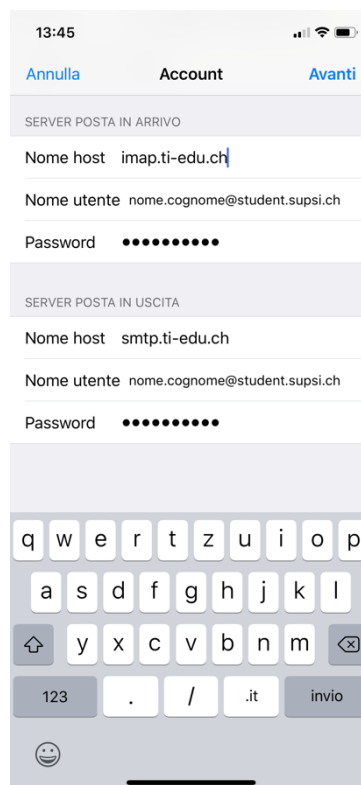 13:45
Annulla Account Avanti
SERVER POSTA IN ARRIVO
Nome host imap.ti-edu.ch
Nome utente nome.cognome@student.supsi.ch
Password ●●●●●●●●●●
SERVER POSTA IN USCITA
Nome host smtp.ti-edu.ch
Nome utente nome.cognome@student.supsi.ch
Password ●●●●●●●●●●
q w e r t z u i o p
a s d f g h j k l
y x c v b n m
123 . / .it invio